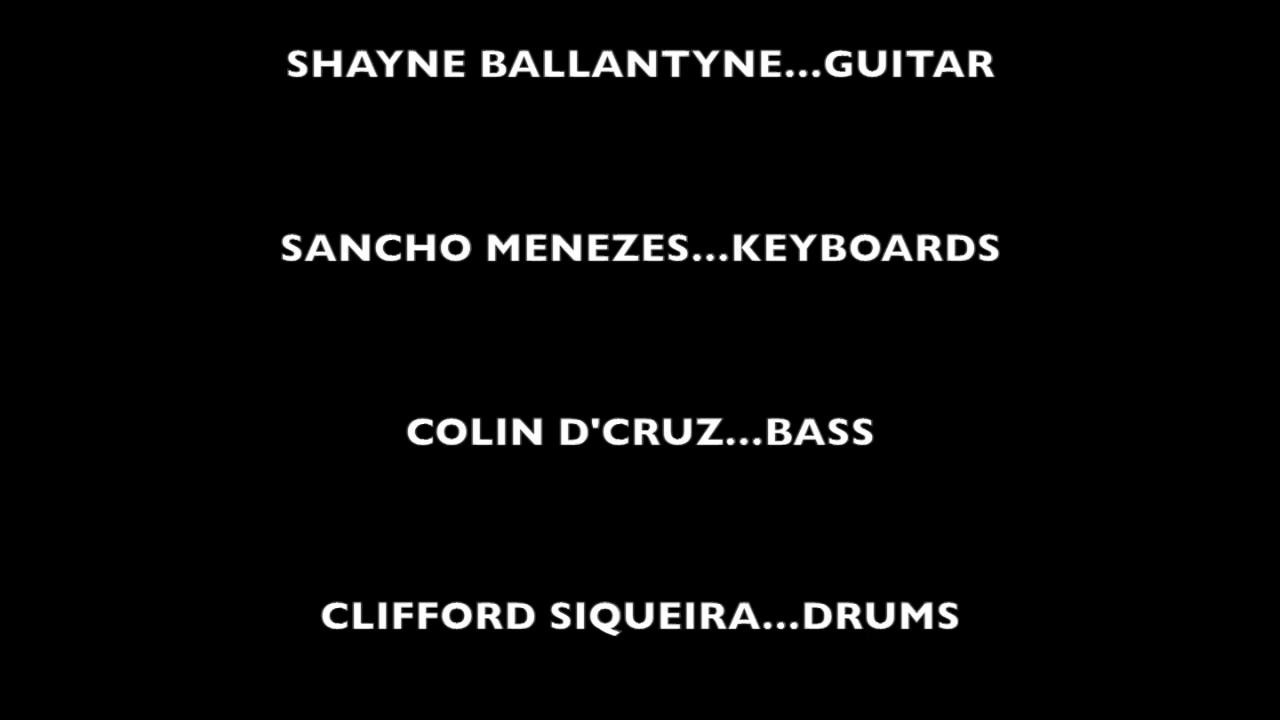 SHAYNE BALLANTYNE...GUITAR
SANCHO MENEZES...KEYBOARDS
COLIN D'CRUZ...BASS
CLIFFORD SIQUEIRA...DRUMS